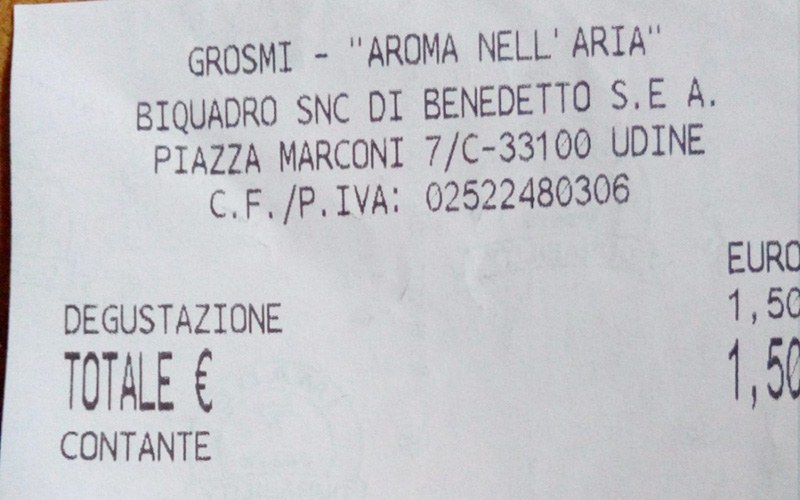 GROSMI - "AROMA NELL'ARIA"
BIQUADRO SNC DI BENEDETTO S.E A.
PIAZZA MARCONI 7/C-33100 UDINE
C.F./P.IVA: 02522480306
EURO
DEGUSTAZIONE 1,50
TOTALE € 1,50
CONTANTE